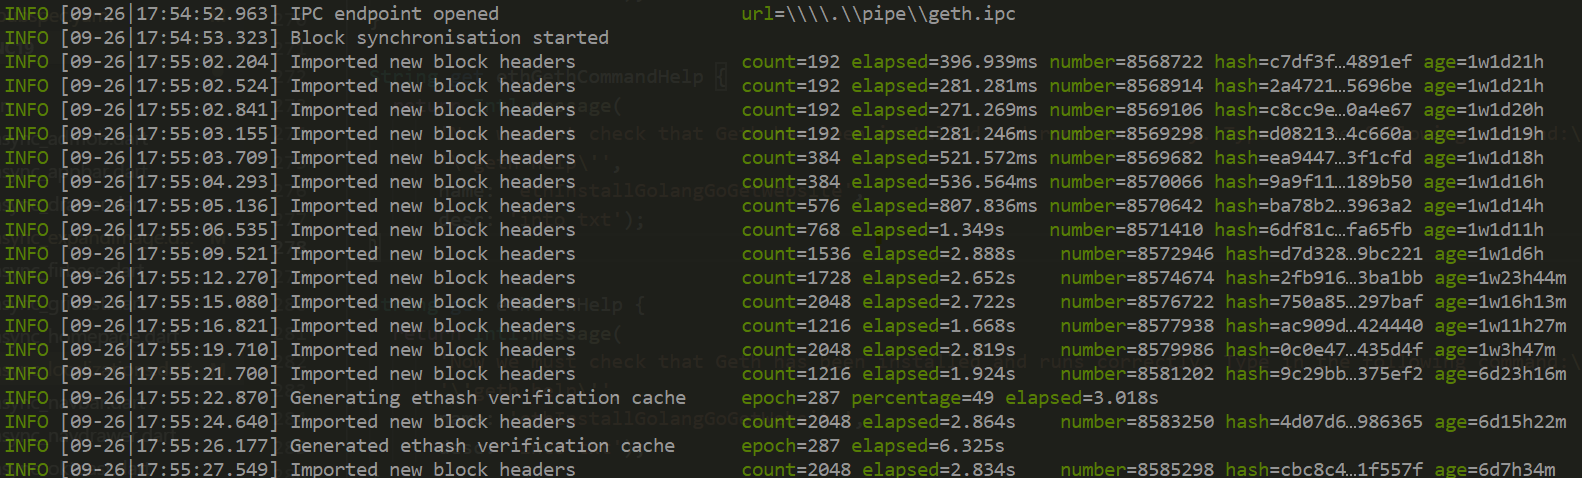 INFO [09-26|17:54:52.963] IPC endpoint opened url=\\\\.\\pipe\\geth.ipc
INFO [09-26|17:54:53.323] Block synchronisation started
INFO [09-26|17:55:02.204] Imported new block headers count=192 elapsed=396.939ms number=8568722 hash=c7df3f…4891ef age=1w1d21h
INFO [09-26|17:55:02.524] Imported new block headers count=192 elapsed=281.281ms number=8568914 hash=2a4721…5696be age=1w1d21h
INFO [09-26|17:55:02.841] Imported new block headers count=192 elapsed=271.269ms number=8569106 hash=c8cc9e…0a4e67 age=1w1d20h
INFO [09-26|17:55:03.155] Imported new block headers count=192 elapsed=281.246ms number=8569298 hash=d08213…4c660a age=1w1d19h
INFO [09-26|17:55:03.709] Imported new block headers count=384 elapsed=521.572ms number=8569682 hash=ea9447…3f1cfd age=1w1d18h
INFO [09-26|17:55:04.293] Imported new block headers count=384 elapsed=536.564ms number=8570066 hash=9a9f11…189b50 age=1w1d16h
INFO [09-26|17:55:05.136] Imported new block headers count=576 elapsed=807.836ms number=8570642 hash=ba78b2…3963a2 age=1w1d14h
INFO [09-26|17:55:06.535] Imported new block headers count=768 elapsed=1.349s number=8571410 hash=6df81c…fa65fb age=1w1d11h
INFO [09-26|17:55:09.521] Imported new block headers count=1536 elapsed=2.888s number=8572946 hash=d7d328…9bc221 age=1w1d6h
INFO [09-26|17:55:12.270] Imported new block headers count=1728 elapsed=2.652s number=8574674 hash=2fb916…3ba1bb age=1w23h44m
INFO [09-26|17:55:15.080] Imported new block headers count=2048 elapsed=2.722s number=8576722 hash=750a85…297baf age=1w16h13m
INFO [09-26|17:55:16.821] Imported new block headers count=1216 elapsed=1.668s number=8577938 hash=ac909d…424440 age=1w11h27m
INFO [09-26|17:55:19.710] Imported new block headers count=2048 elapsed=2.819s number=8579986 hash=0c0e47…435d4f age=1w3h47m
INFO [09-26|17:55:21.700] Imported new block headers count=1216 elapsed=1.924s number=8581202 hash=9c29bb…375ef2 age=6d23h16m
INFO [09-26|17:55:22.870] Generating ethash verification cache epoch=287 percentage=49 elapsed=3.018s
INFO [09-26|17:55:24.640] Imported new block headers count=2048 elapsed=2.864s number=8583250 hash=4d07d6…986365 age=6d15h22m
INFO [09-26|17:55:26.177] Generated ethash verification cache epoch=287 elapsed=6.325s
INFO [09-26|17:55:27.549] Imported new block headers count=2048 elapsed=2.834s number=8585298 hash=cbc8c4…1f557f age=6d7h34m